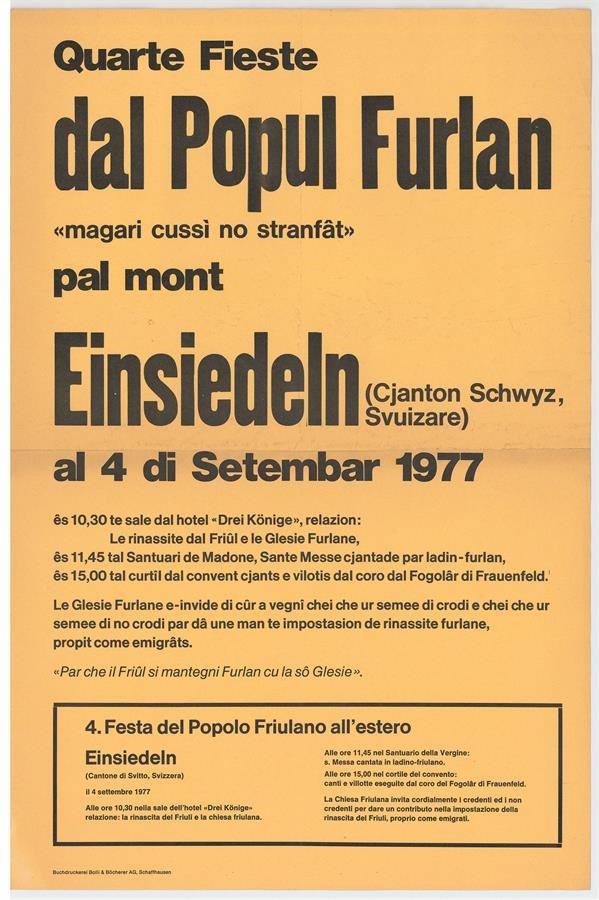 Quarte Fieste
dal Popul Furlan
«magari cussì no stranfât»
pal mont
Einsiedeln (Cjanton Schwyz,
Svuizare)
al 4 di Setembar 1977
ês 10,30 te sale dal hotel «Drei Könige», relazion:
Le rinassite dal Friûl e le Glesie Furlane,
ês 11,45 tal Santuari de Madone, Sante Messe cjantade par ladin-furlan,
ês 15,00 tal curtîl dal convent cjants e vilotis dal coro dal Fogolâr di Frauenfeld.
Le Glesie Furlane e-invide di cûr a vegnî chei che ur semee di crodi e chei che ur
semee di no crodi par dâ une man te impostasion de rinassite furlane,
propit come emigrâts.
«Par che il Friûl si mantegni Furlan cu la sô Glesie».
4. Festa del Popolo Friulano all'estero
Einsiedeln
(Cantone di Svitto, Svizzera)
il 4 settembre 1977
Alle ore 10,30 nella sale dell'hotel «Drei Könige»
relazione: la rinascita del Friuli e la chiesa friulana.
Alle ore 11,45 nel Santuario della Vergine:
s. Messa cantata in ladino-friulano.
Alle ore 15,00 nel cortile del convento:
canti e villotte eseguite dal coro del Fogolâr di Frauenfeld.
La Chiesa Friulana invita cordialmente i credenti ed i non
credenti per dare un contributo nella impostazione della
rinascita del Friuli, proprio come emigrati.
Buchdruckerei Bolli & Böcherer AG, Schaffhausen